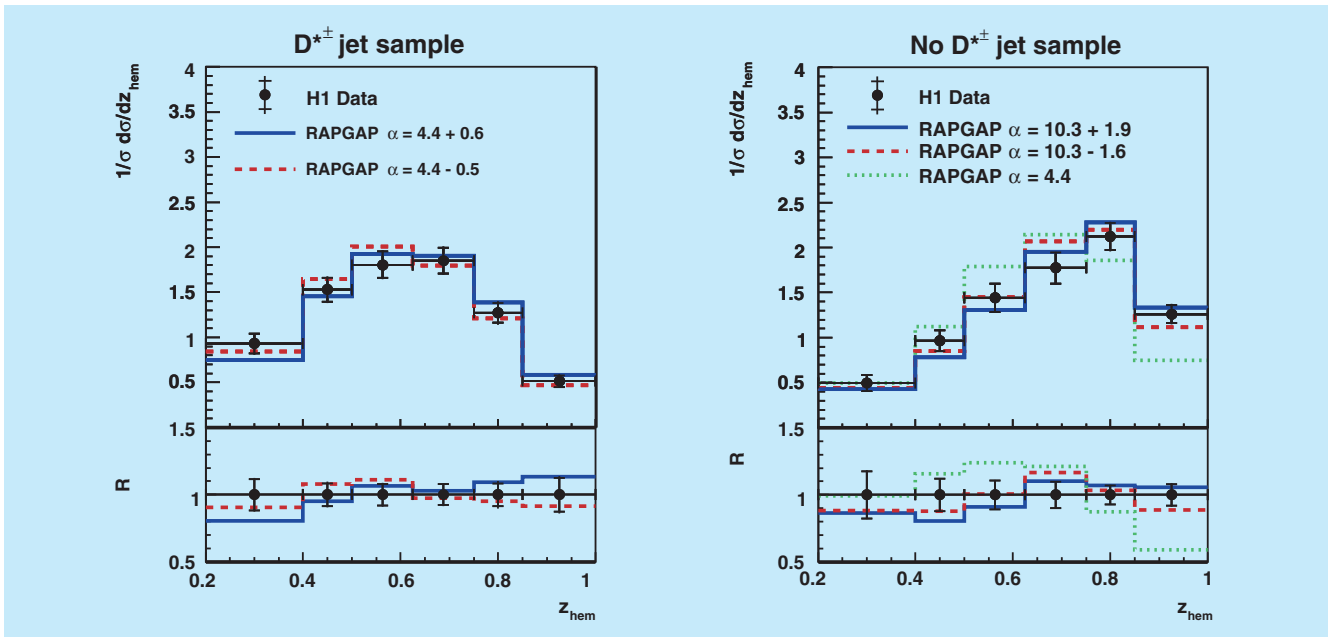 D*± jet sample
1/σ dσ/dz_hem
4
3.5
3
2.5
2
1.5
1
0.5
H1 Data
RAPGAP α = 4.4 + 0.6
RAPGAP α = 4.4 - 0.5
R
1.5
1
0.5
0.2
0.4
0.6
0.8
1
z_hem
No D*± jet sample
1/σ dσ/dz_hem
4
3.5
3
2.5
2
1.5
1
0.5
H1 Data
RAPGAP α = 10.3 + 1.9
RAPGAP α = 10.3 - 1.6
RAPGAP α = 4.4
R
1.5
1
0.5
0.2
0.4
0.6
0.8
1
z_hem